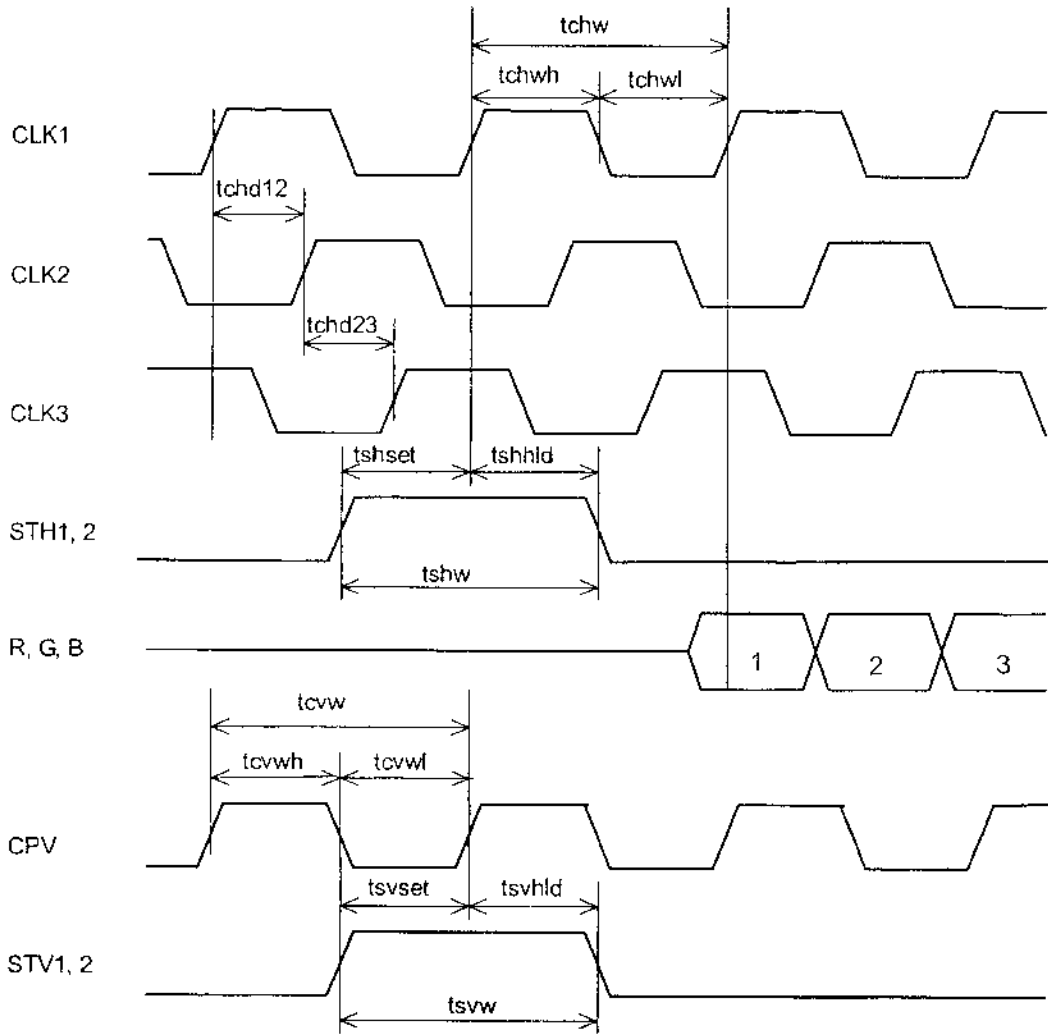 tchw
tchwh tchwl
CLK1
tchd12
CLK2
tchd23
CLK3
tshset tshhld
STH1, 2
tshw
R, G, B 1 2 3
tcvw
tcvwh tcvwl
CPV
tsvset tsvhld
STV1, 2
tsvw